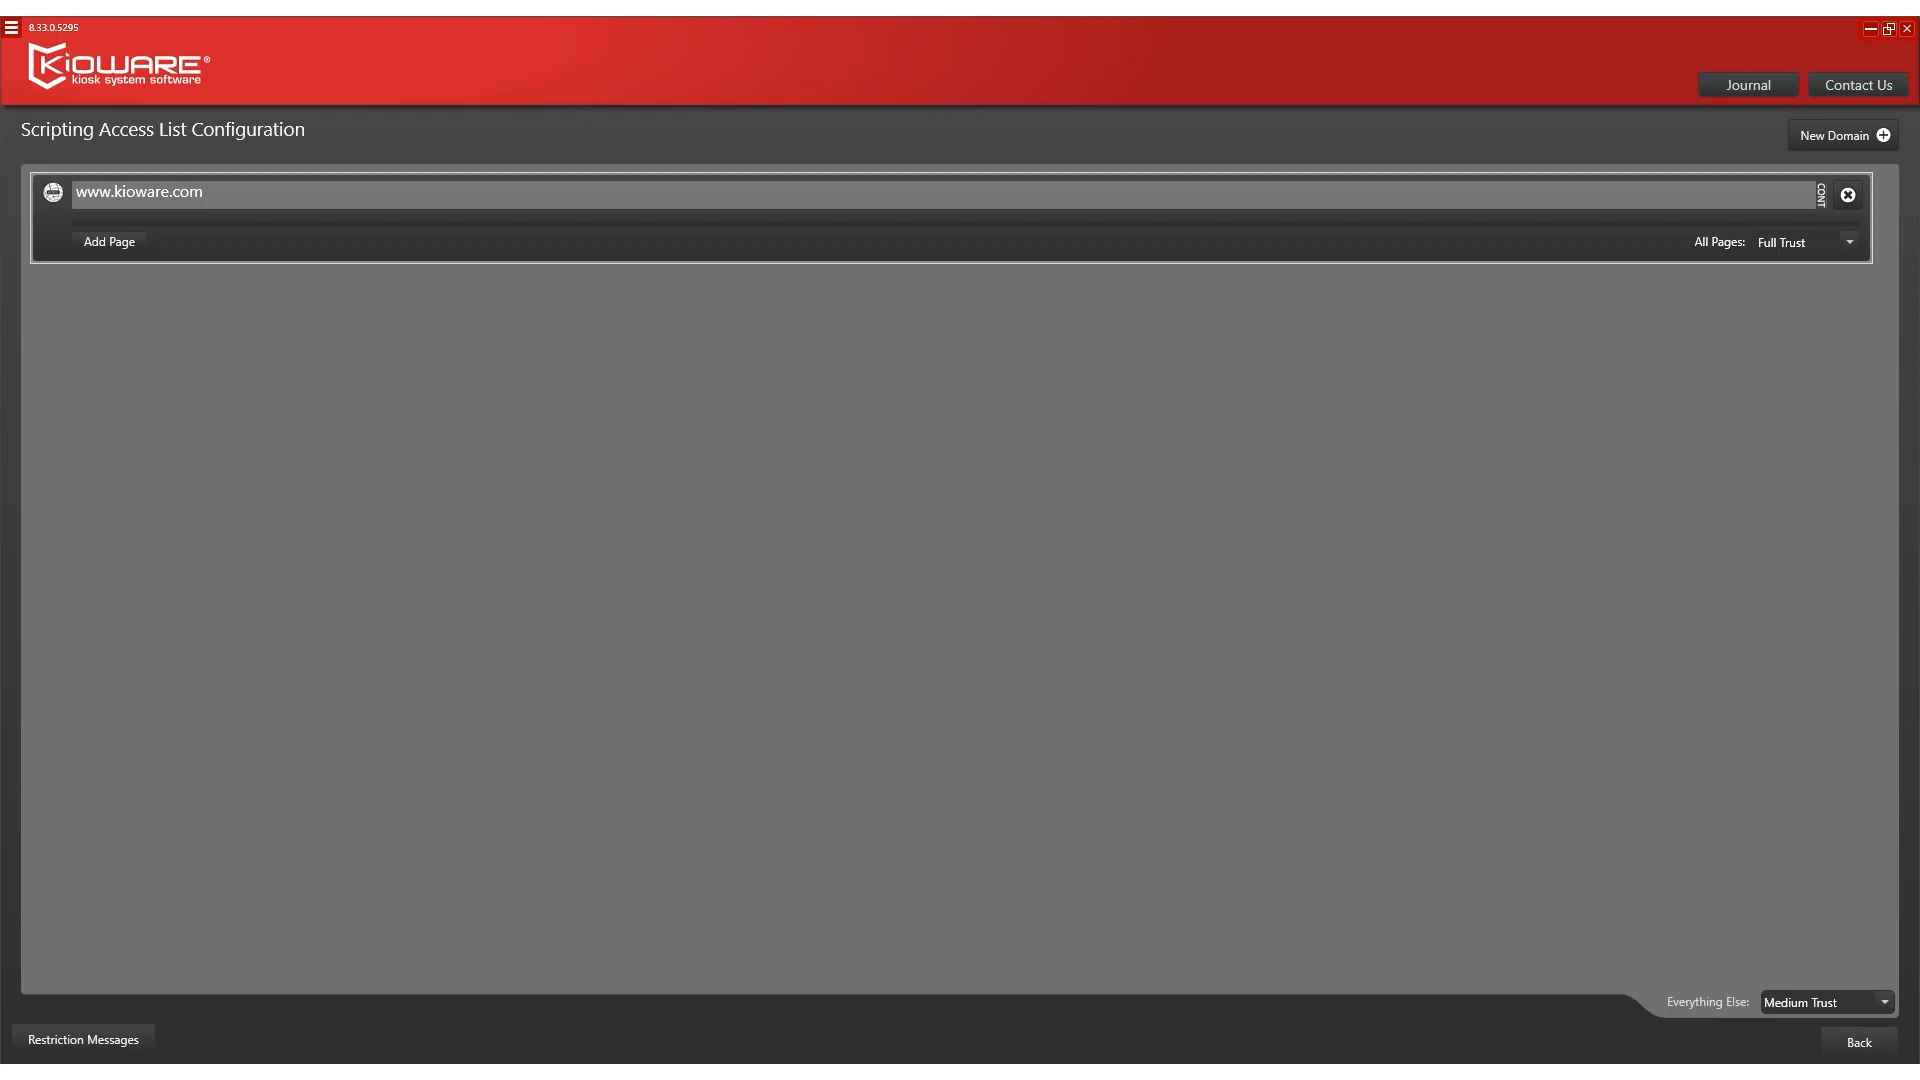 8.33.0.5295
KioWARE®
kiosk system software
Journal
Contact Us
Scripting Access List Configuration
New Domain
www.kioware.com
CONT
Add Page
All Pages: Full Trust
Everything Else: Medium Trust
Restriction Messages
Back